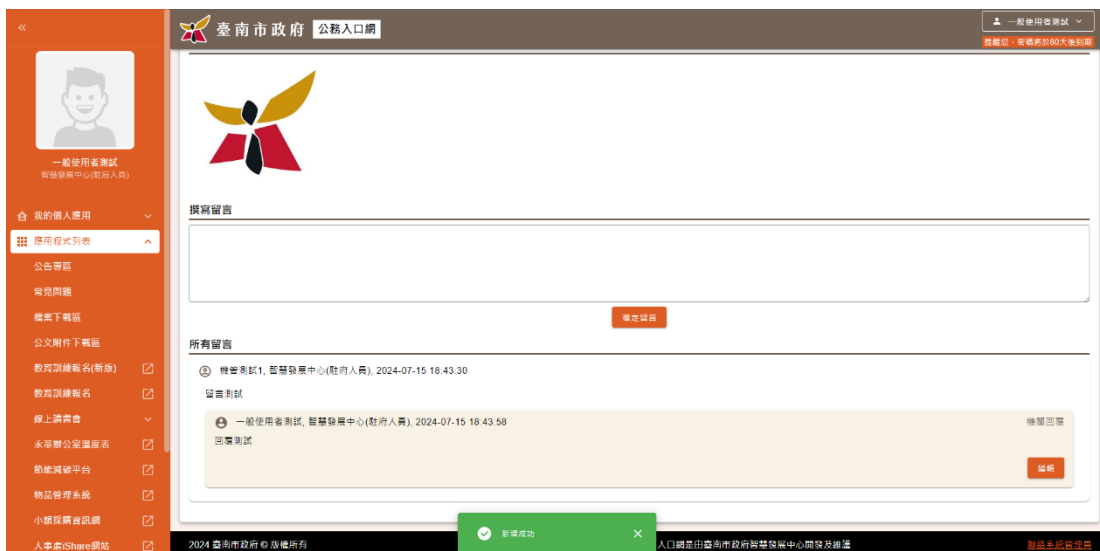 臺南市政府 公務入口網
一般使用者測試
提醒您，密碼將於80天後到期
一般使用者測試
智慧發展中心(駐府人員)
我的個人應用
應用程式列表
公告專區
常見問題
檔案下載區
公文附件下載區
教育訓練報名(新版)
教育訓練報名
線上讀書會
永華辦公室溫度表
節能減碳平台
物品管理系統
小額採購資訊網
人事處iShare網站
撰寫留言
確定留言
所有留言
機管測試1, 智慧發展中心(駐府人員), 2024-07-15 18:43:30
留言測試
一般使用者測試, 智慧發展中心(駐府人員), 2024-07-15 18:43:58
機關回覆
回覆測試
編輯
新增成功
2024 臺南市政府 © 版權所有
人口網是由臺南市政府智慧發展中心開發及維護
聯絡系統管理員